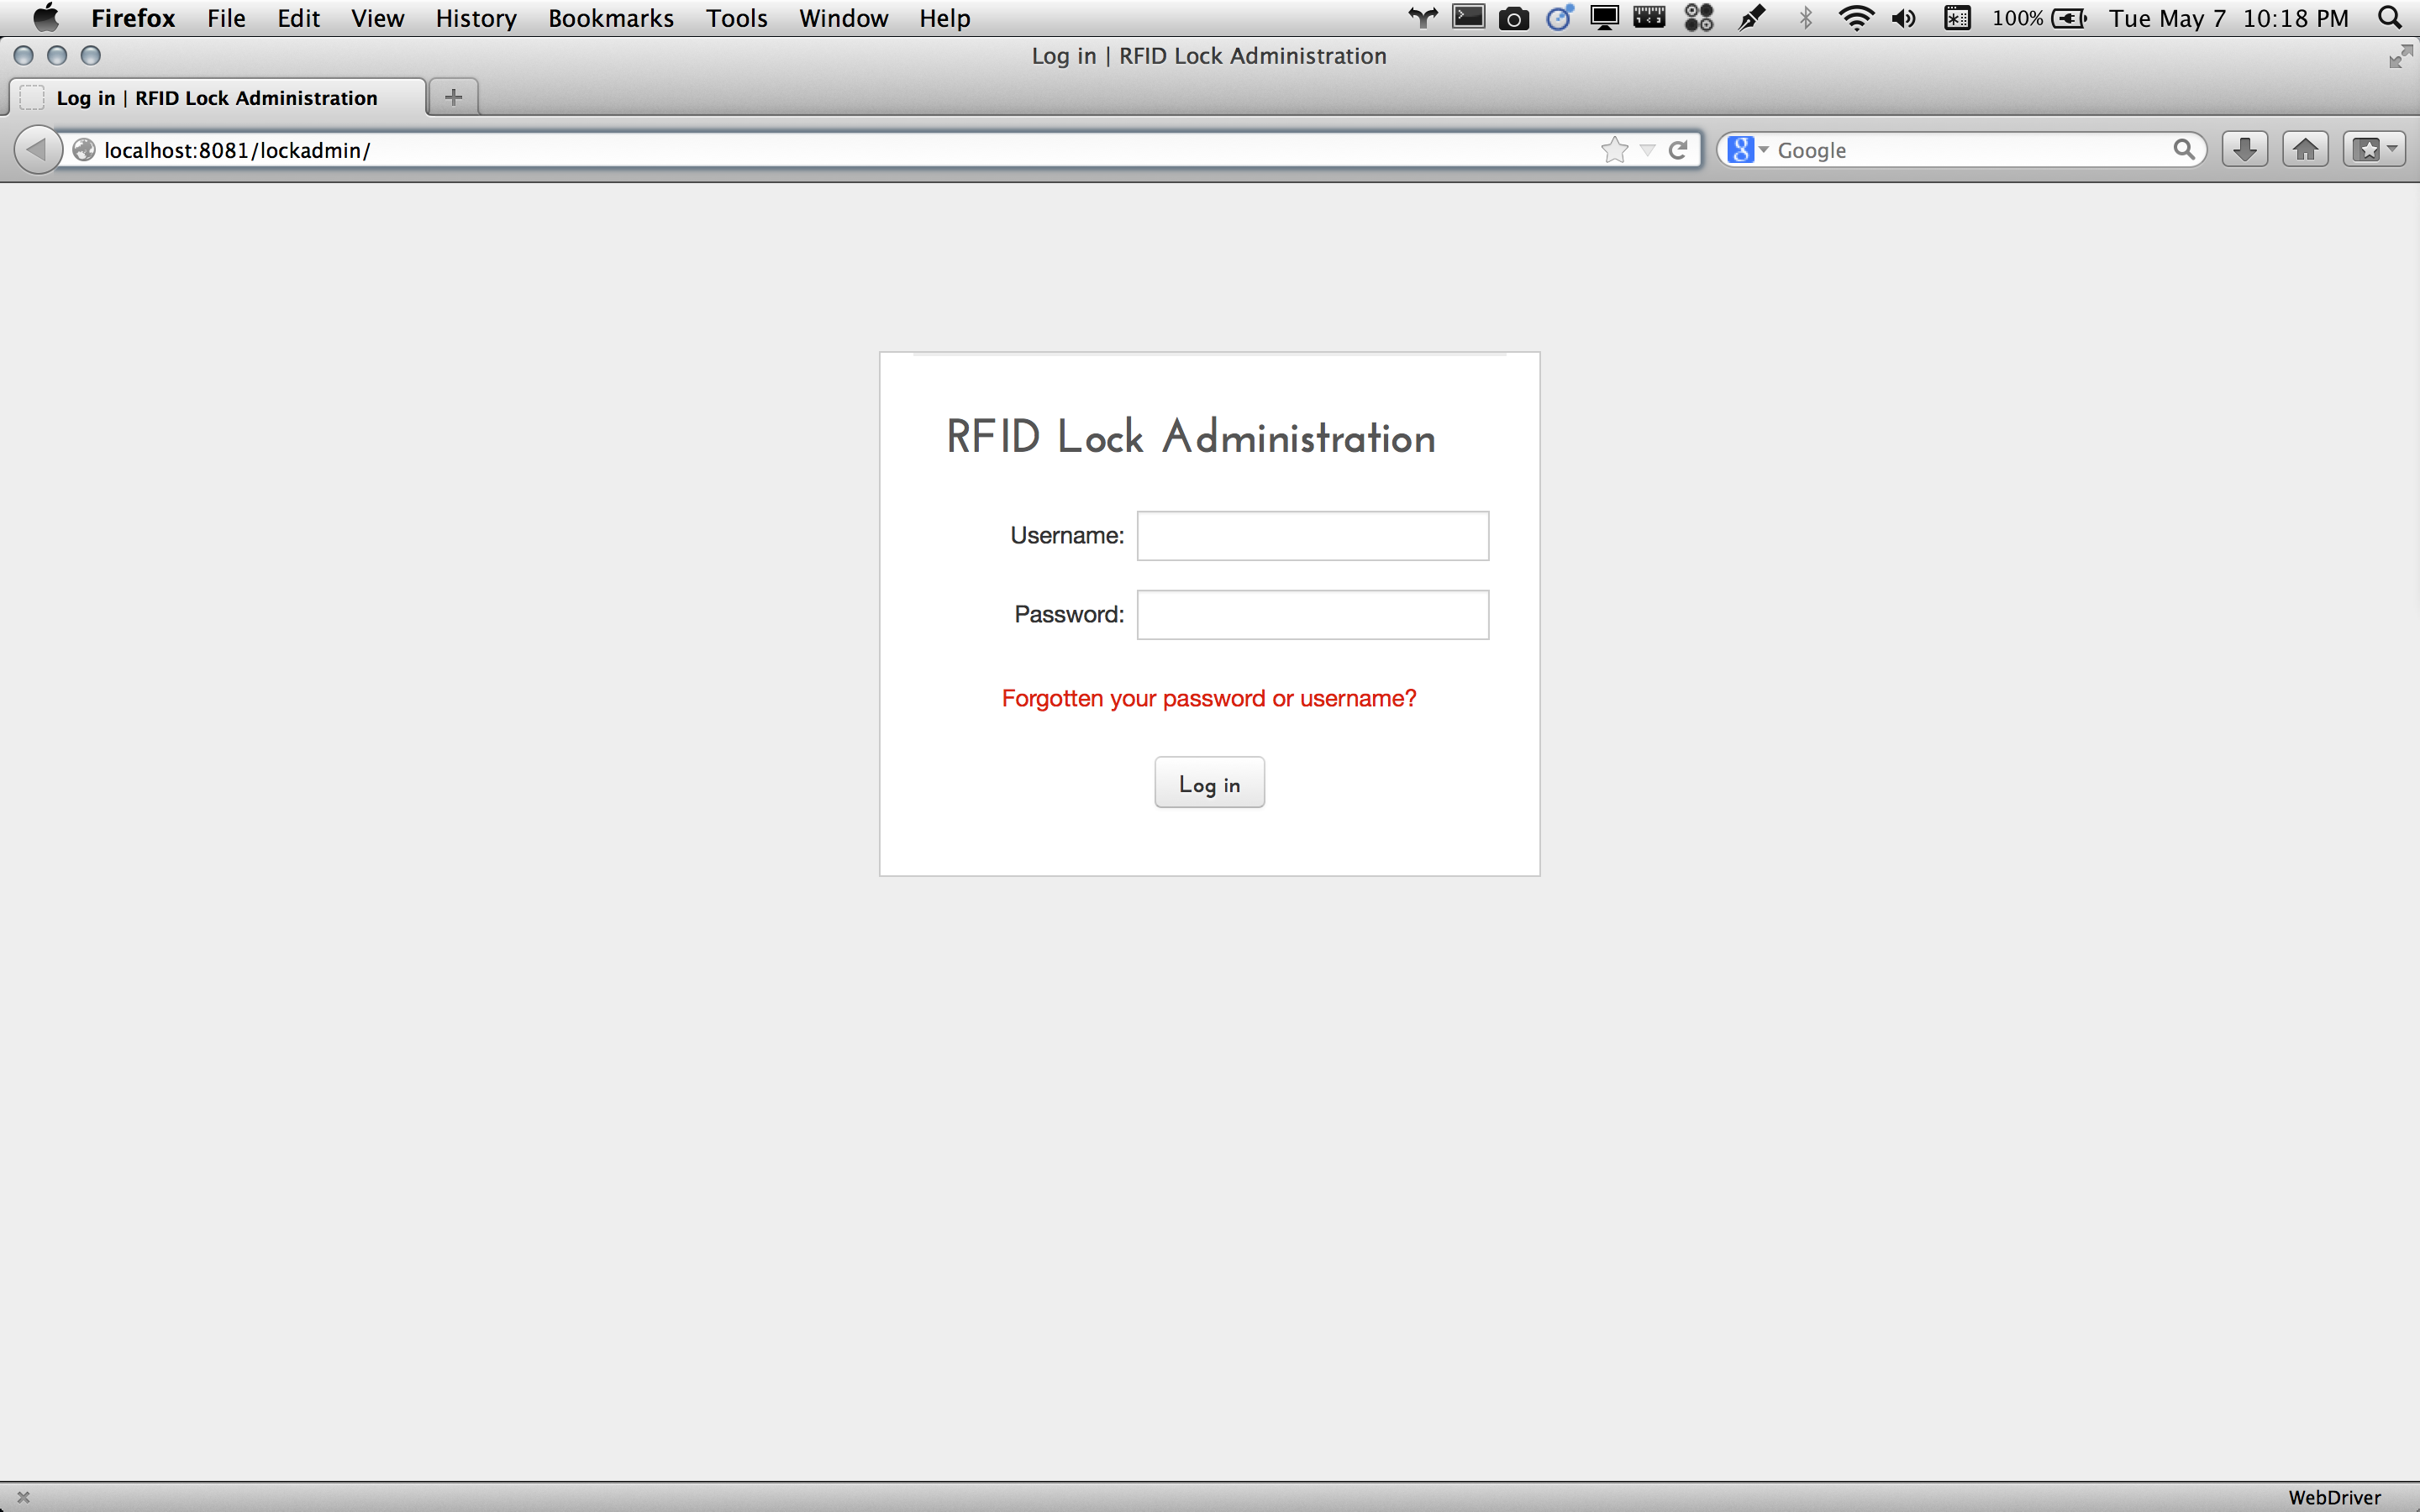 Firefox File Edit View History Bookmarks Tools Window Help 100% Tue May 7 10:18 PM
Log in | RFID Lock Administration
Log in | RFID Lock Administration
localhost:8081/lockadmin/ Google
RFID Lock Administration
Username:
Password:
Forgotten your password or username?
Log in
WebDriver